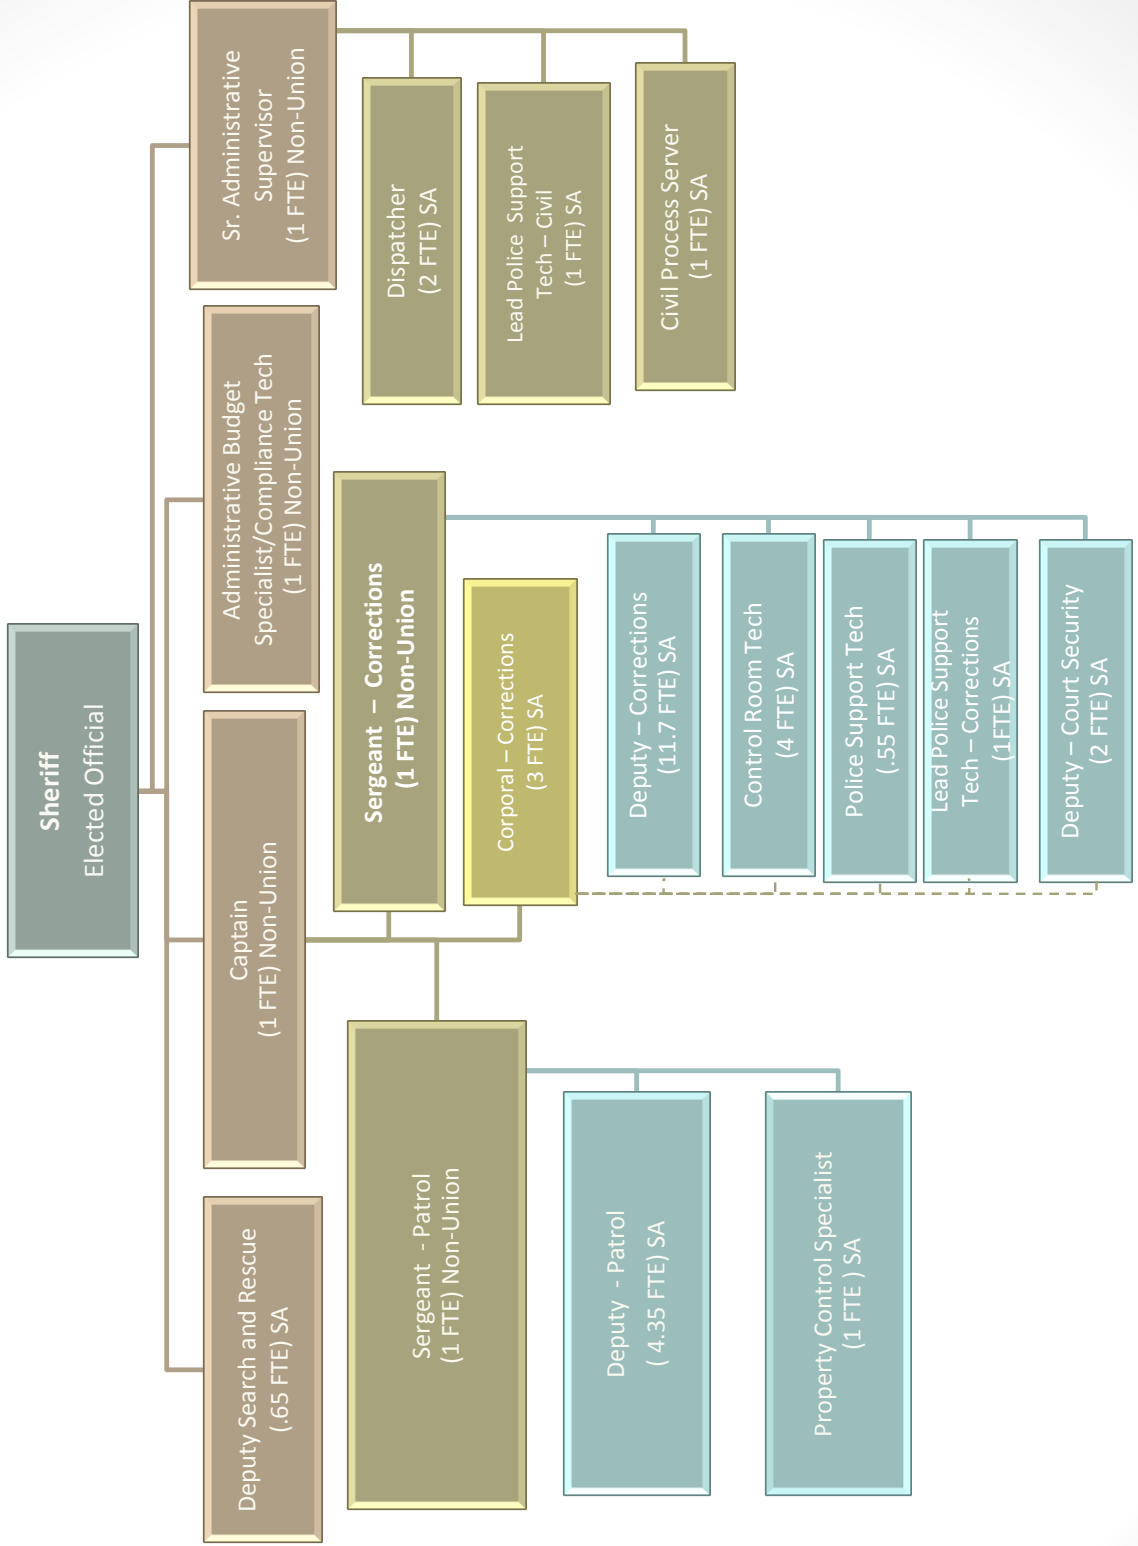 Sheriff
Elected Official
Deputy Search and Rescue
(.65 FTE) SA
Captain
(1 FTE) Non-Union
Administrative Budget
Specialist/Compliance Tech
(1 FTE) Non-Union
Sr. Administrative
Supervisor
(1 FTE) Non-Union
Sergeant - Patrol
(1 FTE) Non-Union
Deputy - Patrol
( 4.35 FTE) SA
Property Control Specialist
(1 FTE ) SA
Sergeant – Corrections
(1 FTE) Non-Union
Corporal – Corrections
(3 FTE) SA
Deputy – Corrections
(11.7 FTE) SA
Control Room Tech
(4 FTE) SA
Police Support Tech
(.55 FTE) SA
Lead Police Support
Tech – Corrections
(1FTE) SA
Deputy – Court Security
(2 FTE) SA
Dispatcher
(2 FTE) SA
Lead Police Support
Tech – Civil
(1 FTE) SA
Civil Process Server
(1 FTE) SA